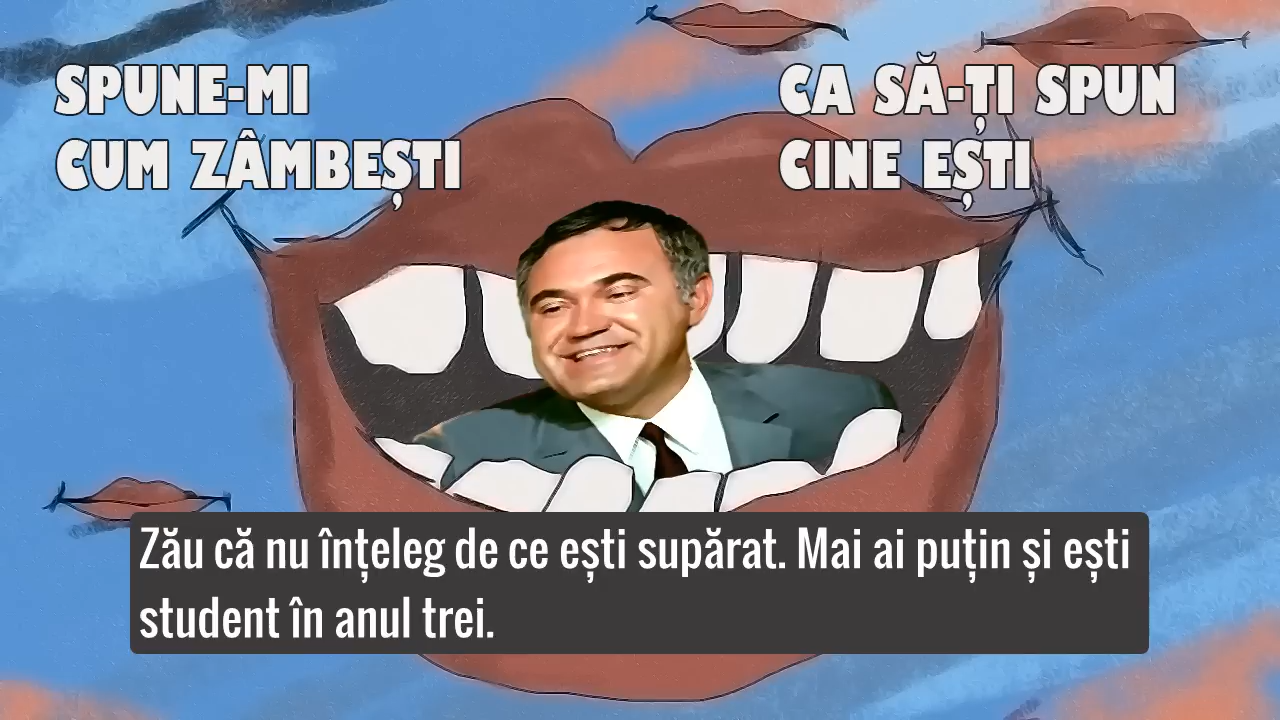 SPUNE-MI
CUM ZÂMBEȘTI
CA SĂ-ȚI SPUN
CINE EȘTI
Zău că nu înțeleg de ce ești supărat. Mai ai puțin și ești
student în anul trei.